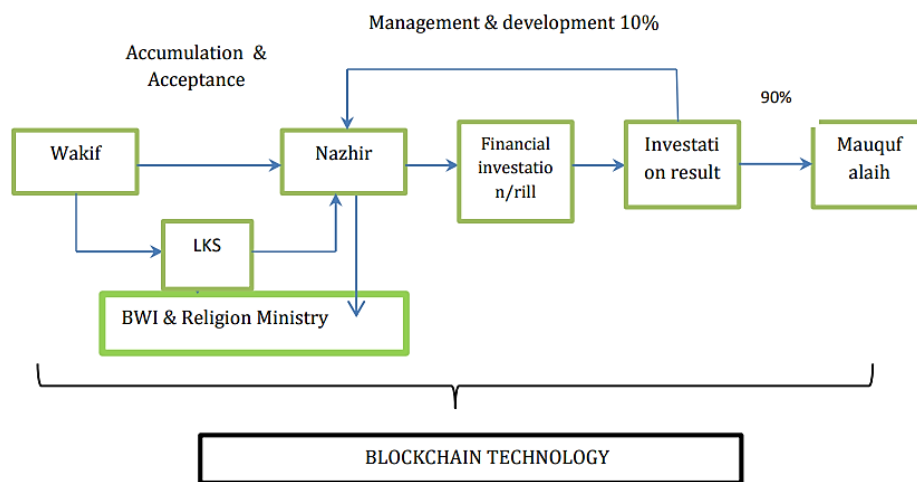 Management & development 10%
Accumulation &
Acceptance
90%
Wakif
Nazhir
Financial
investatio
n/rill
Investati
on result
Mauquf
alaih
LKS
BWI & Religion Ministry
BLOCKCHAIN TECHNOLOGY